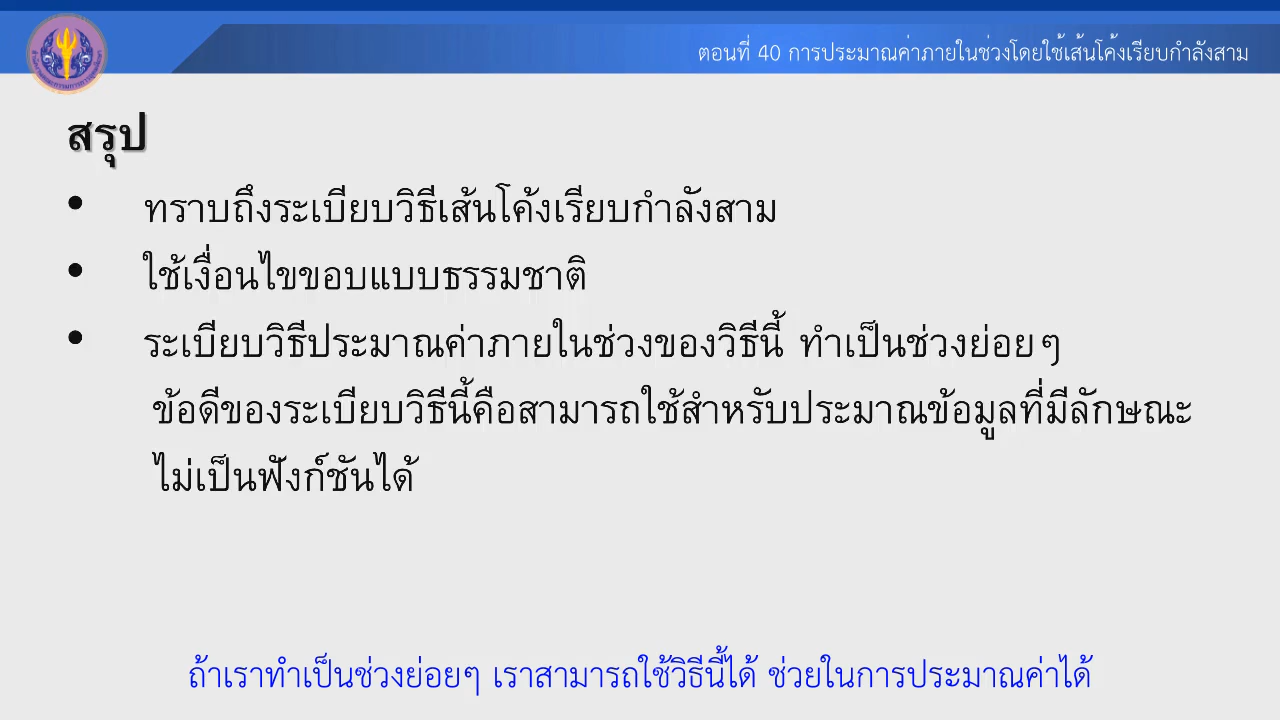 ตอนที่ 40 การประมาณค่าภายในช่วงโดยใช้เส้นโค้งเรียบกำลังสาม
สรุป
• ทราบถึงระเบียบวิธีเส้นโค้งเรียบกำลังสาม
• ใช้เงื่อนไขขอบแบบธรรมชาติ
• ระเบียบวิธีประมาณค่าภายในช่วงของวิธีนี้ ทำเป็นช่วงย่อยๆ
ข้อดีของระเบียบวิธีนี้คือสามารถใช้สำหรับประมาณข้อมูลที่มีลักษณะ
ไม่เป็นฟังก์ชันได้
ถ้าเราทำเป็นช่วงย่อยๆ เราสามารถใช้วิธีนี้ได้ ช่วยในการประมาณค่าได้